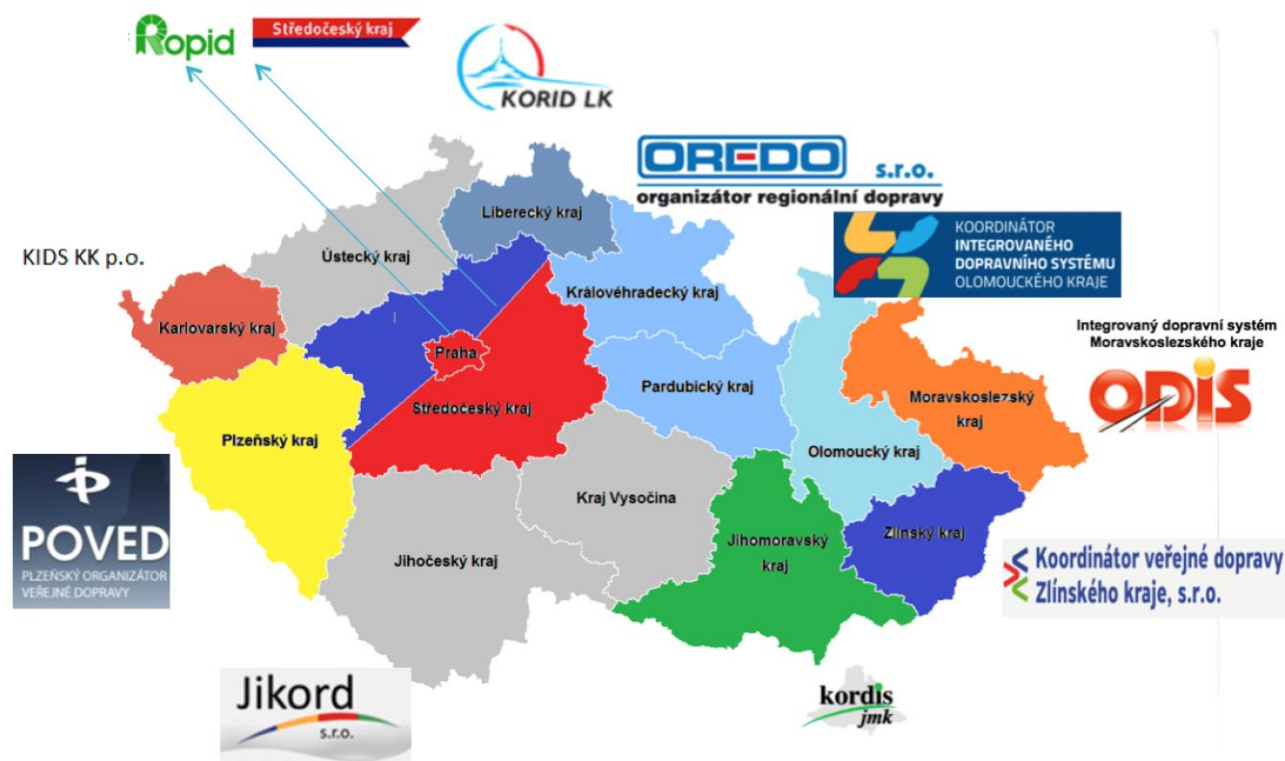 Ropid
Středočeský kraj
KORID LK
OREDO
s.r.o.
organizátor regionální dopravy
KOORDINÁTOR
INTEGROVANÉHO
DOPRAVNÍHO SYSTÉMU
OLOMOUCKÉHO KRAJE
KIDS KK p.o.
Liberecký kraj
Ústecký kraj
Královéhradecký kraj
Karlovarský kraj
Praha
Integrovaný dopravní systém
Moravskoslezského kraje
ODIS
Pardubický kraj
Středočeský kraj
Moravskoslezský
kraj
Plzeňský kraj
Olomoucký kraj
Kraj Vysočina
POVED
PLZEŇSKÝ ORGANIZÁTOR
VEŘEJNÉ DOPRAVY
Jihočeský kraj
Jihomoravský
kraj
Zlínský kraj
Koordinátor veřejné dopravy
Zlínského kraje, s.r.o.
Jikord
s.r.o.
kordis
jmk